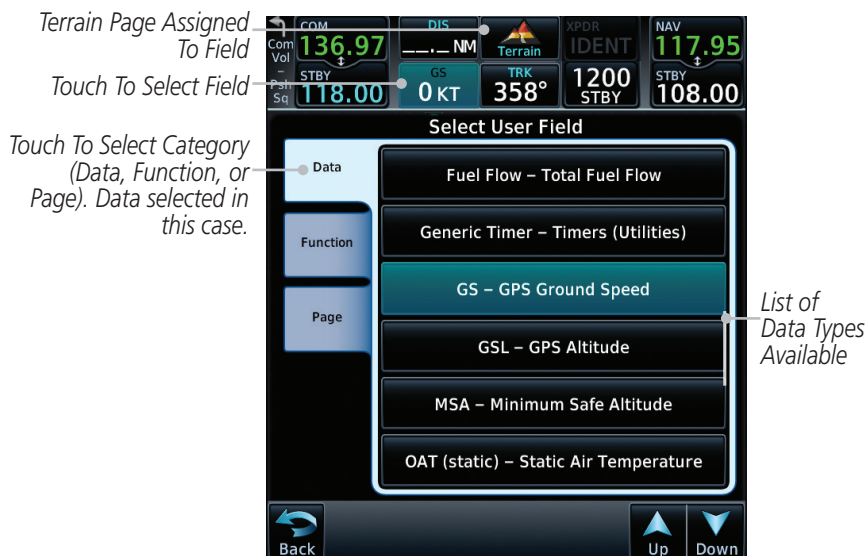 Terrain Page Assigned
To Field
Touch To Select Field
Touch To Select Category
(Data, Function, or
Page). Data selected in
this case.
Com
Vol
–
Psh
Sq
COM
136.97
STBY
118.00
DIS
__._ NM
GS
0 KT
Terrain
TRK
358°
XPDR
IDENT
1200
STBY
NAV
117.95
STBY
108.00
Select User Field
Data
Function
Page
Fuel Flow – Total Fuel Flow
Generic Timer – Timers (Utilities)
GS – GPS Ground Speed
GSL – GPS Altitude
MSA – Minimum Safe Altitude
OAT (static) – Static Air Temperature
List of
Data Types
Available
Back
Up
Down